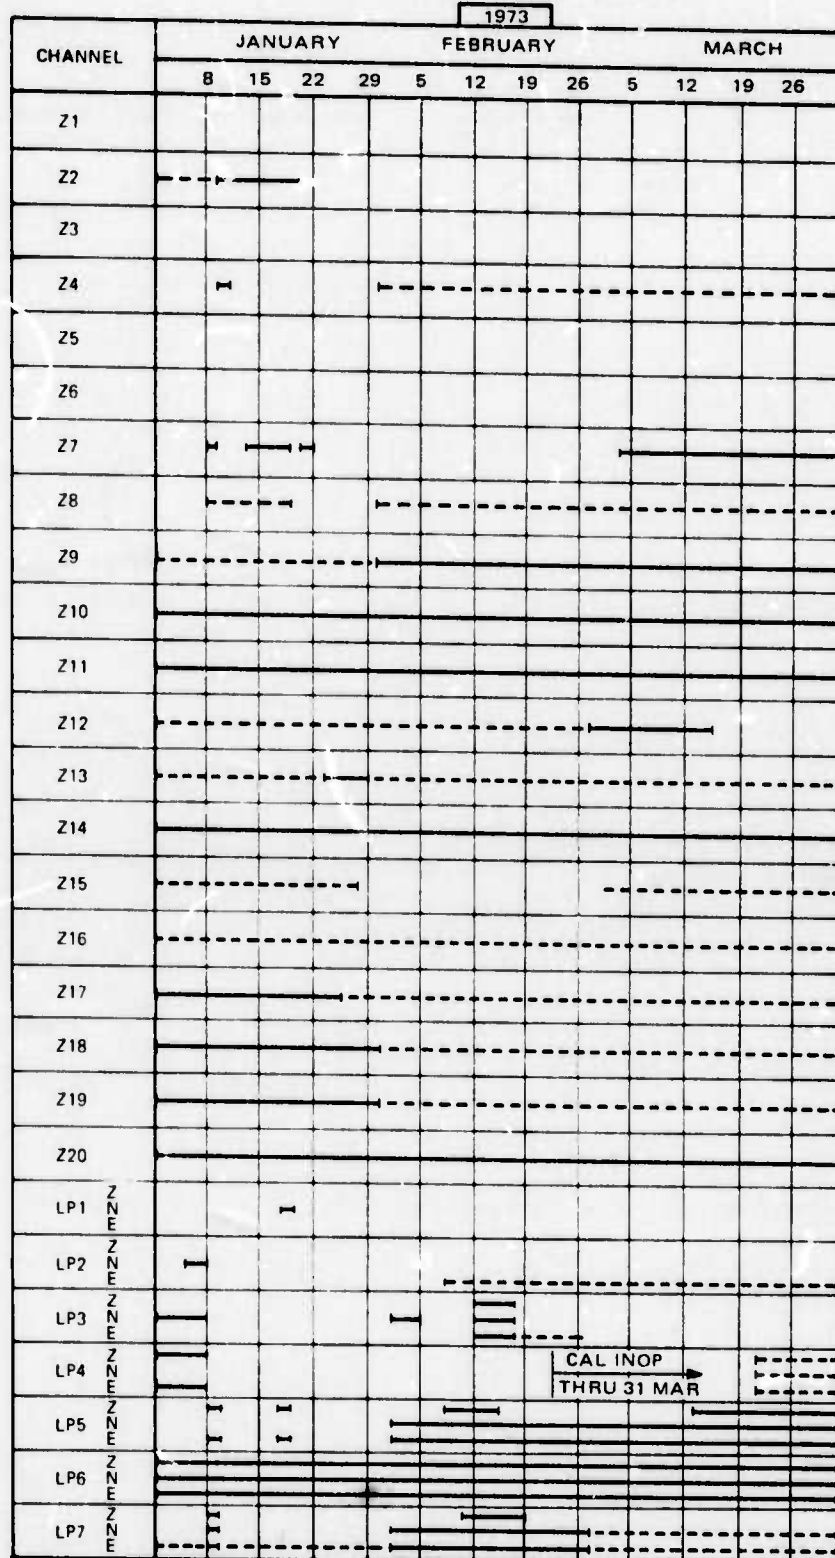 1973
CHANNEL JANUARY FEBRUARY MARCH
8 15 22 29 5 12 19 26 5 12 19 26
Z1
Z2
Z3
Z4
Z5
Z6
Z7
Z8
Z9
Z10
Z11
Z12
Z13
Z14
Z15
Z16
Z17
Z18
Z19
Z20
Z
LP1 N
E
Z
LP2 N
E
Z
LP3 N
E
Z CAL INOP
LP4 N
E THRU 31 MAR
Z
LP5 N
E
Z
LP6 N
E
Z
LP7 N
E